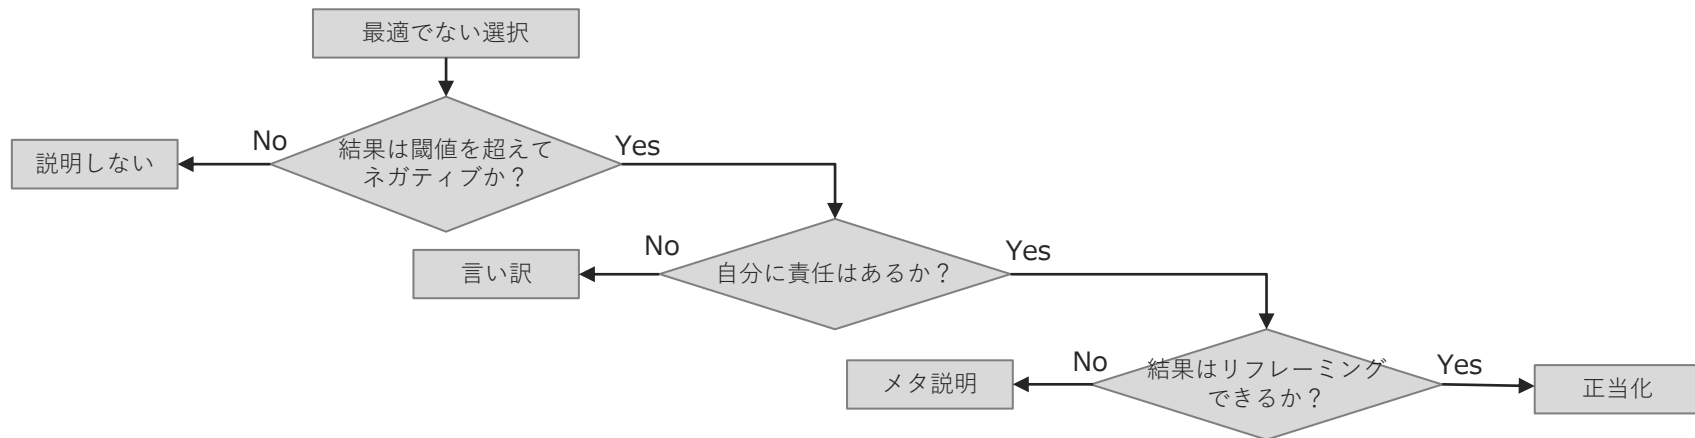 最適でない選択
No
結果は閾値を超えて
ネガティブか？
Yes
説明しない
No
自分に責任はあるか？
Yes
言い訳
No
結果はリフレーミング
できるか？
Yes
メタ説明
正当化